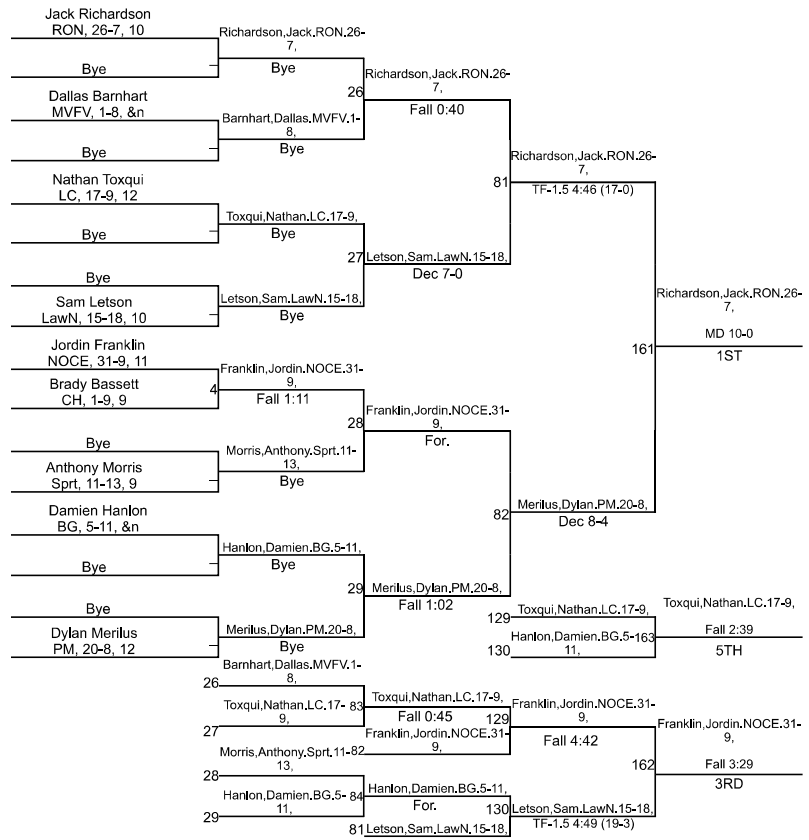 Jack Richardson
RON, 26-7, 10
Richardson,Jack.RON.26-
7,
Bye
Bye
Richardson,Jack.RON.26-
7,
26
Fall 0:40
Dallas Barnhart
MVFV, 1-8, &n
Barnhart,Dallas.MVFV.1-
8,
Bye
Bye
Richardson,Jack.RON.26-
7,
81
TF-1.5 4:46 (17-0)
Nathan Toxqui
LC, 17-9, 12
Toxqui,Nathan.LC.17-9,
Bye
Bye
27
Letson,Sam.LawN.15-18,
Dec 7-0
Bye
Letson,Sam.LawN.15-18,
Bye
Sam Letson
LawN, 15-18, 10
Richardson,Jack.RON.26-
7,
161
MD 10-0
1ST
Jordin Franklin
NOCE, 31-9, 11
Franklin,Jordin.NOCE.31-
9,
4
Fall 1:11
Brady Bassett
CH, 1-9, 9
28
Franklin,Jordin.NOCE.31-
9,
For.
Bye
Morris,Anthony.Sprt.11-
13,
Bye
Anthony Morris
Sprt, 11-13, 9
82
Merilus,Dylan.PM.20-8,
Dec 8-4
Damien Hanlon
BG, 5-11, &n
Hanlon,Damien.BG.5-11,
Bye
Bye
29
Merilus,Dylan.PM.20-8,
Fall 1:02
Bye
Merilus,Dylan.PM.20-8,
Bye
Dylan Merilus
PM, 20-8, 12
129
Toxqui,Nathan.LC.17-9,
Toxqui,Nathan.LC.17-9,
130
Hanlon,Damien.BG.5-
11,
163
Fall 2:39
5TH
26
Barnhart,Dallas.MVFV.1-
8,
83
Toxqui,Nathan.LC.17-9,
Fall 0:45
27
Toxqui,Nathan.LC.17-
9,
129
Franklin,Jordin.NOCE.31-
9,
Fall 4:42
82
Franklin,Jordin.NOCE.31-
9,
Franklin,Jordin.NOCE.31-
9,
162
Fall 3:29
3RD
28
Morris,Anthony.Sprt.11-
13,
84
Hanlon,Damien.BG.5-11,
For.
29
Hanlon,Damien.BG.5-
11,
130
Letson,Sam.LawN.15-18,
TF-1.5 4:49 (19-3)
81
Letson,Sam.LawN.15-18,